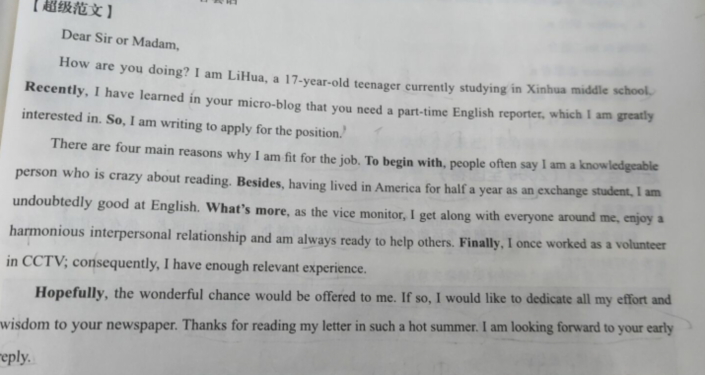 【超级范文】
Dear Sir or Madam,
How are you doing? I am LiHua, a 17-year-old teenager currently studying in Xinhua middle school.
Recently, I have learned in your micro-blog that you need a part-time English reporter, which I am greatly
interested in. So, I am writing to apply for the position.
There are four main reasons why I am fit for the job. To begin with, people often say I am a knowledgeable
person who is crazy about reading. Besides, having lived in America for half a year as an exchange student, I am
undoubtedly good at English. What's more, as the vice monitor, I get along with everyone around me, enjoy a
harmonious interpersonal relationship and am always ready to help others. Finally, I once worked as a volunteer
in CCTV; consequently, I have enough relevant experience.
Hopefully, the wonderful chance would be offered to me. If so, I would like to dedicate all my effort and
wisdom to your newspaper. Thanks for reading my letter in such a hot summer. I am looking forward to your early
eply.